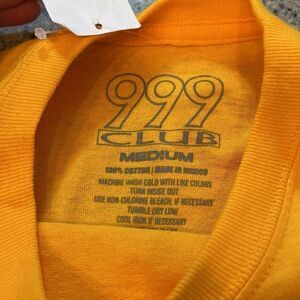 999
CLUB
MEDIUM
100% COTTON | MADE IN MEXICO
MACHINE WASH COLD WITH LIKE COLORS
TURN INSIDE OUT
USE NON-CHLORINE BLEACH, IF NECESSARY
TUMBLE DRY LOW
COOL IRON IF NECESSARY